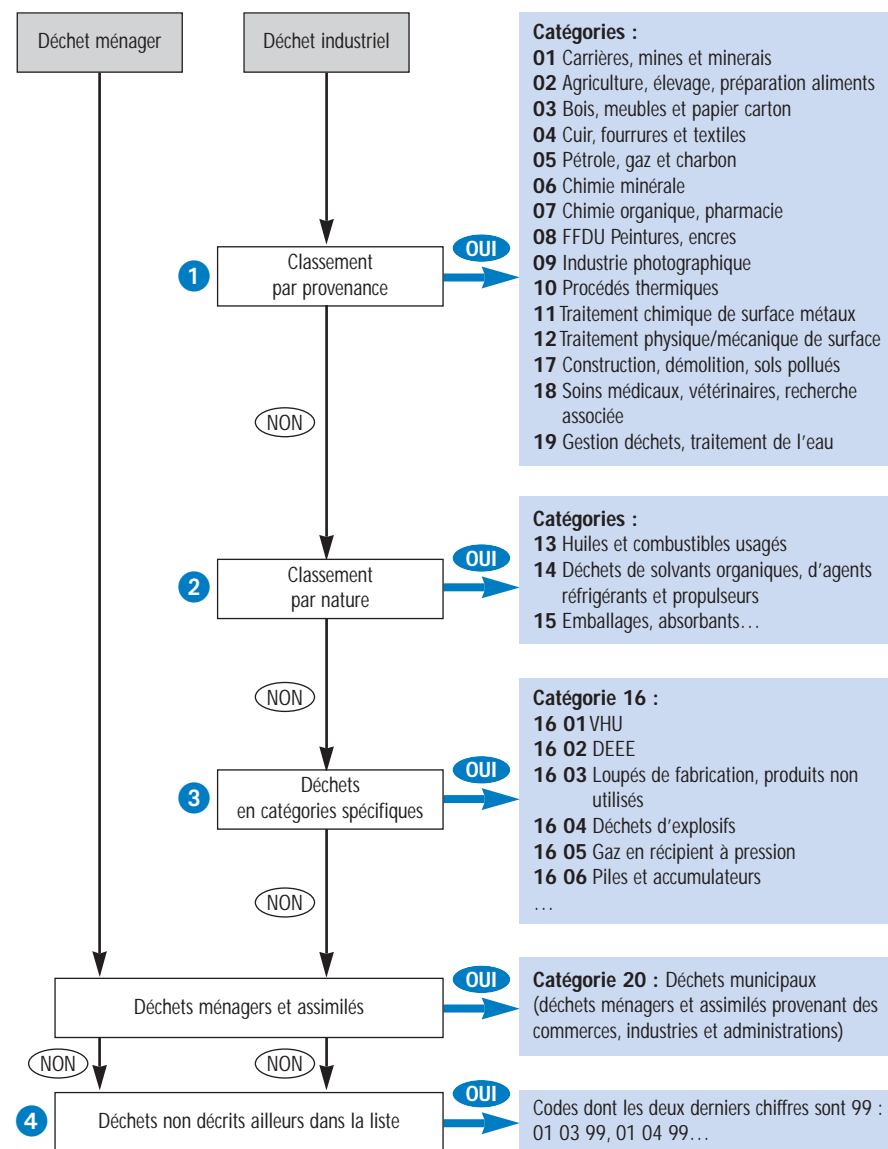 Déchet ménager
Déchet industriel
Catégories :
01 Carrières, mines et minerais
02 Agriculture, élevage, préparation aliments
03 Bois, meubles et papier carton
04 Cuir, fourrures et textiles
05 Pétrole, gaz et charbon
06 Chimie minérale
07 Chimie organique, pharmacie
08 FFDU Peintures, encres
09 Industrie photographique
10 Procédés thermiques
11 Traitement chimique de surface métaux
12 Traitement physique/mécanique de surface
17 Construction, démolition, sols pollués
18 Soins médicaux, vétérinaires, recherche
associée
19 Gestion déchets, traitement de l'eau
1
Classement
par provenance
OUI
NON
2
Classement
par nature
OUI
Catégories :
13 Huiles et combustibles usagés
14 Déchets de solvants organiques, d'agents
réfrigérants et propulseurs
15 Emballages, absorbants…
NON
3
Déchets
en catégories spécifiques
OUI
Catégorie 16 :
16 01 VHU
16 02 DEEE
16 03 Loupés de fabrication, produits non
utilisés
16 04 Déchets d'explosifs
16 05 Gaz en récipient à pression
16 06 Piles et accumulateurs
…
NON
Déchets ménagers et assimilés
OUI
Catégorie 20 : Déchets municipaux
(déchets ménagers et assimilés provenant des
commerces, industries et administrations)
NON
NON
4
Déchets non décrits ailleurs dans la liste
OUI
Codes dont les deux derniers chiffres sont 99 :
01 03 99, 01 04 99…